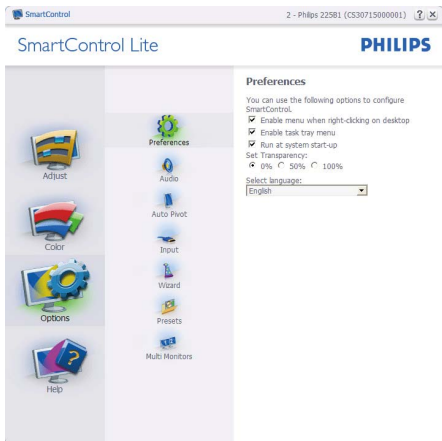 SmartControl
2 - Philips 225B1 (CS30715000001)
? X
SmartControl Lite
PHILIPS
Adjust
Color
Options
Help
Preferences
Audio
Auto Pivot
Input
Wizard
Presets
Multi Monitors
Preferences
You can use the following options to configure
SmartControl.
Enable menu when right-clicking on desktop
Enable task tray menu
Run at system start-up
Set Transparency:
0% 50% 100%
Select language:
English